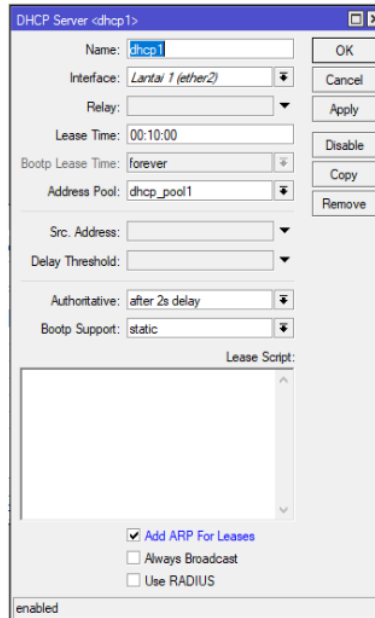 DHCP Server <dhcp1>
Name: dhcp1
OK
Interface: Lantai 1 (ether2)
Cancel
Relay:
Apply
Lease Time: 00:10:00
Disable
Bootp Lease Time: forever
Copy
Address Pool: dhcp_pool1
Remove
Src. Address:
Delay Threshold:
Authoritative: after 2s delay
Bootp Support: static
Lease Script:
Add ARP For Leases
Always Broadcast
Use RADIUS
enabled